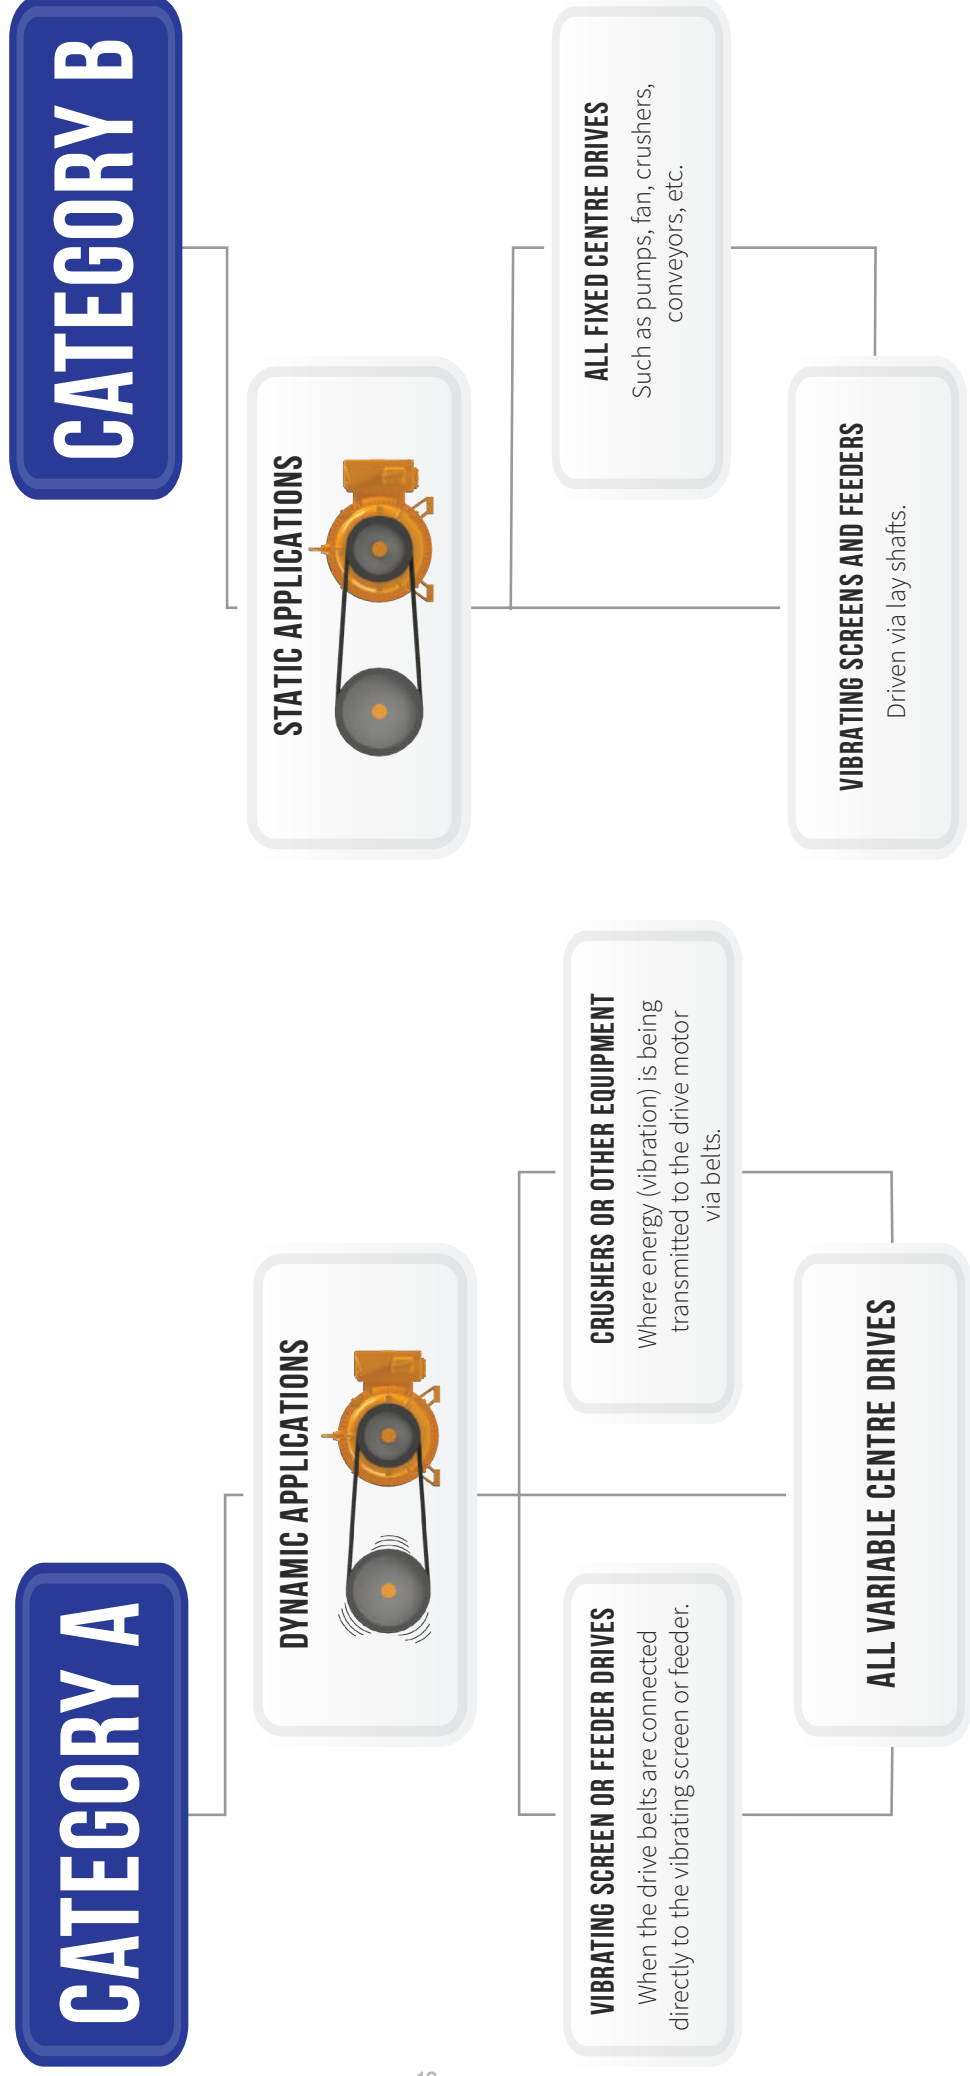 CATEGORY A
DYNAMIC APPLICATIONS
VIBRATING SCREEN OR FEEDER DRIVES
When the drive belts are connected
directly to the vibrating screen or feeder.
CRUSHERS OR OTHER EQUIPMENT
Where energy (vibration) is being
transmitted to the drive motor
via belts.
ALL VARIABLE CENTRE DRIVES
CATEGORY B
STATIC APPLICATIONS
ALL FIXED CENTRE DRIVES
Such as pumps, fan, crushers,
conveyors, etc.
VIBRATING SCREENS AND FEEDERS
Driven via lay shafts.